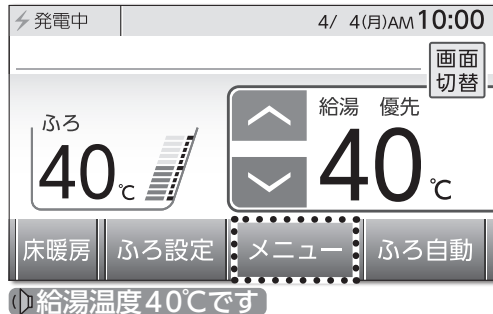 発電中 4/ 4(月)AM10:00
画面
切替
ふろ
40℃
給湯 優先
40℃
床暖房 ふろ設定 メニュー ふろ自動
給湯温度40℃です